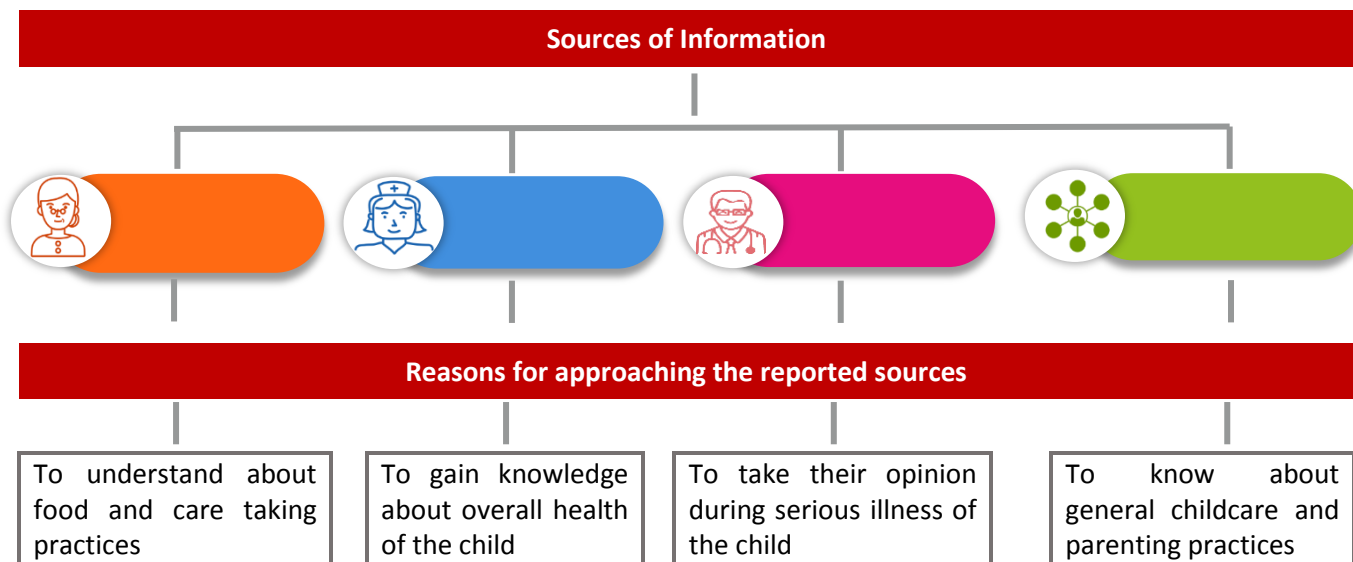 Sources of Information
Reasons for approaching the reported sources
To understand about
food and care taking
practices
To gain knowledge
about overall health
of the child
To take their opinion
during serious illness of
the child
To know about
general childcare and
parenting practices